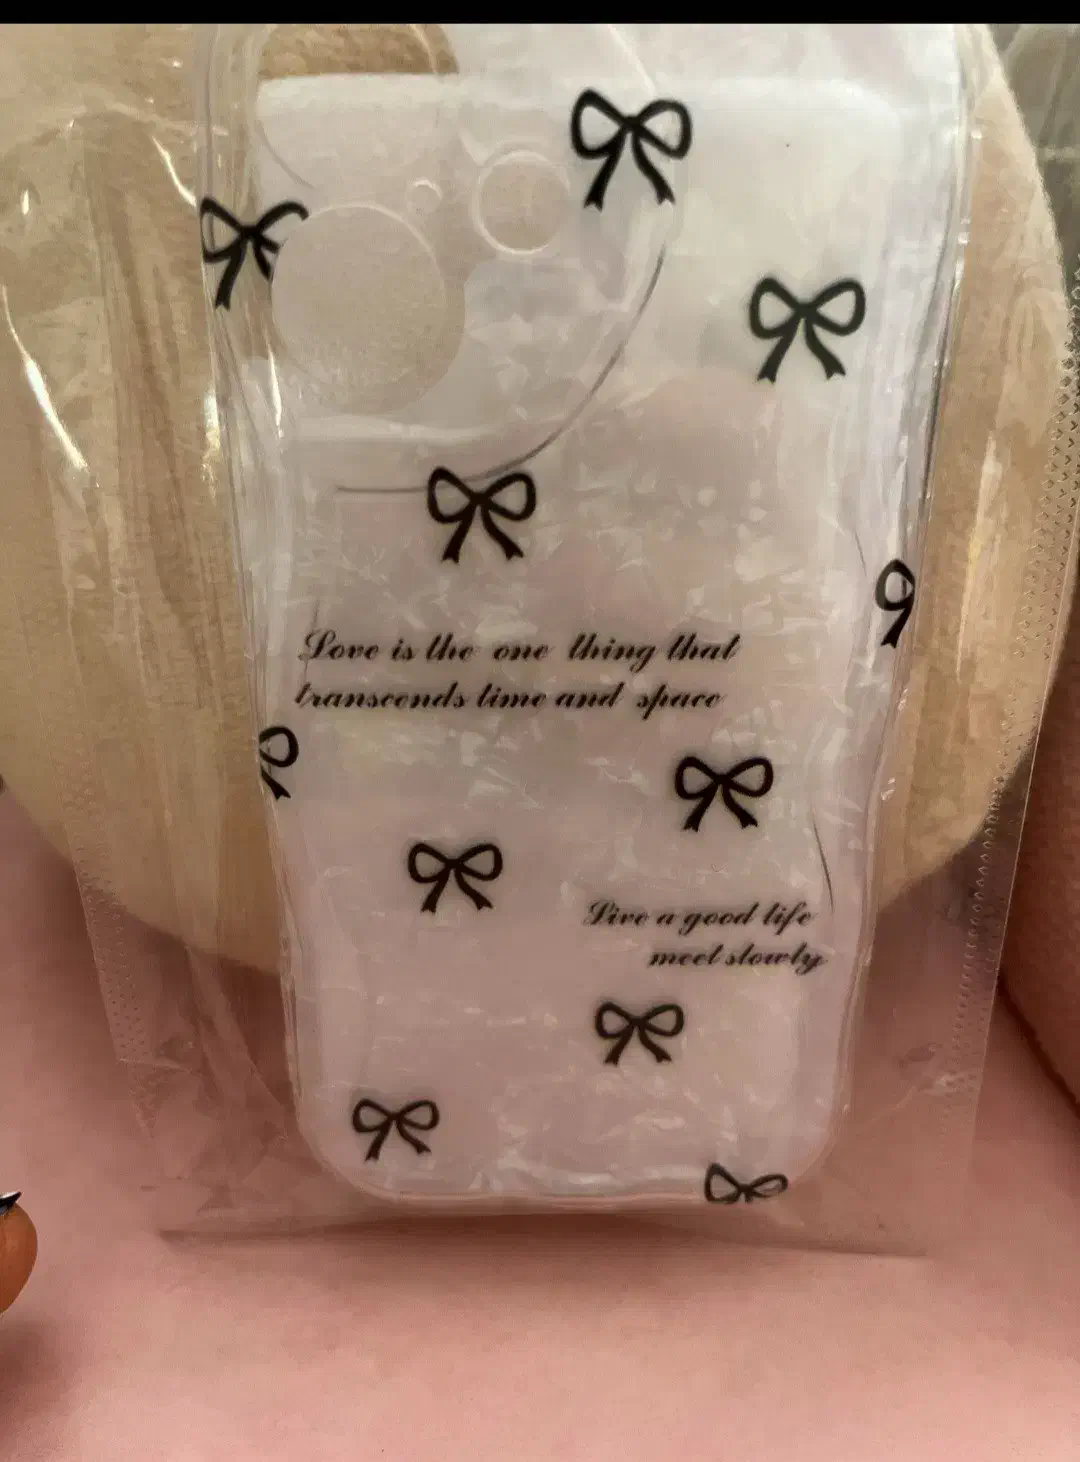 Love is the one thing that
transcends time and space
Live a good life
meet slowly